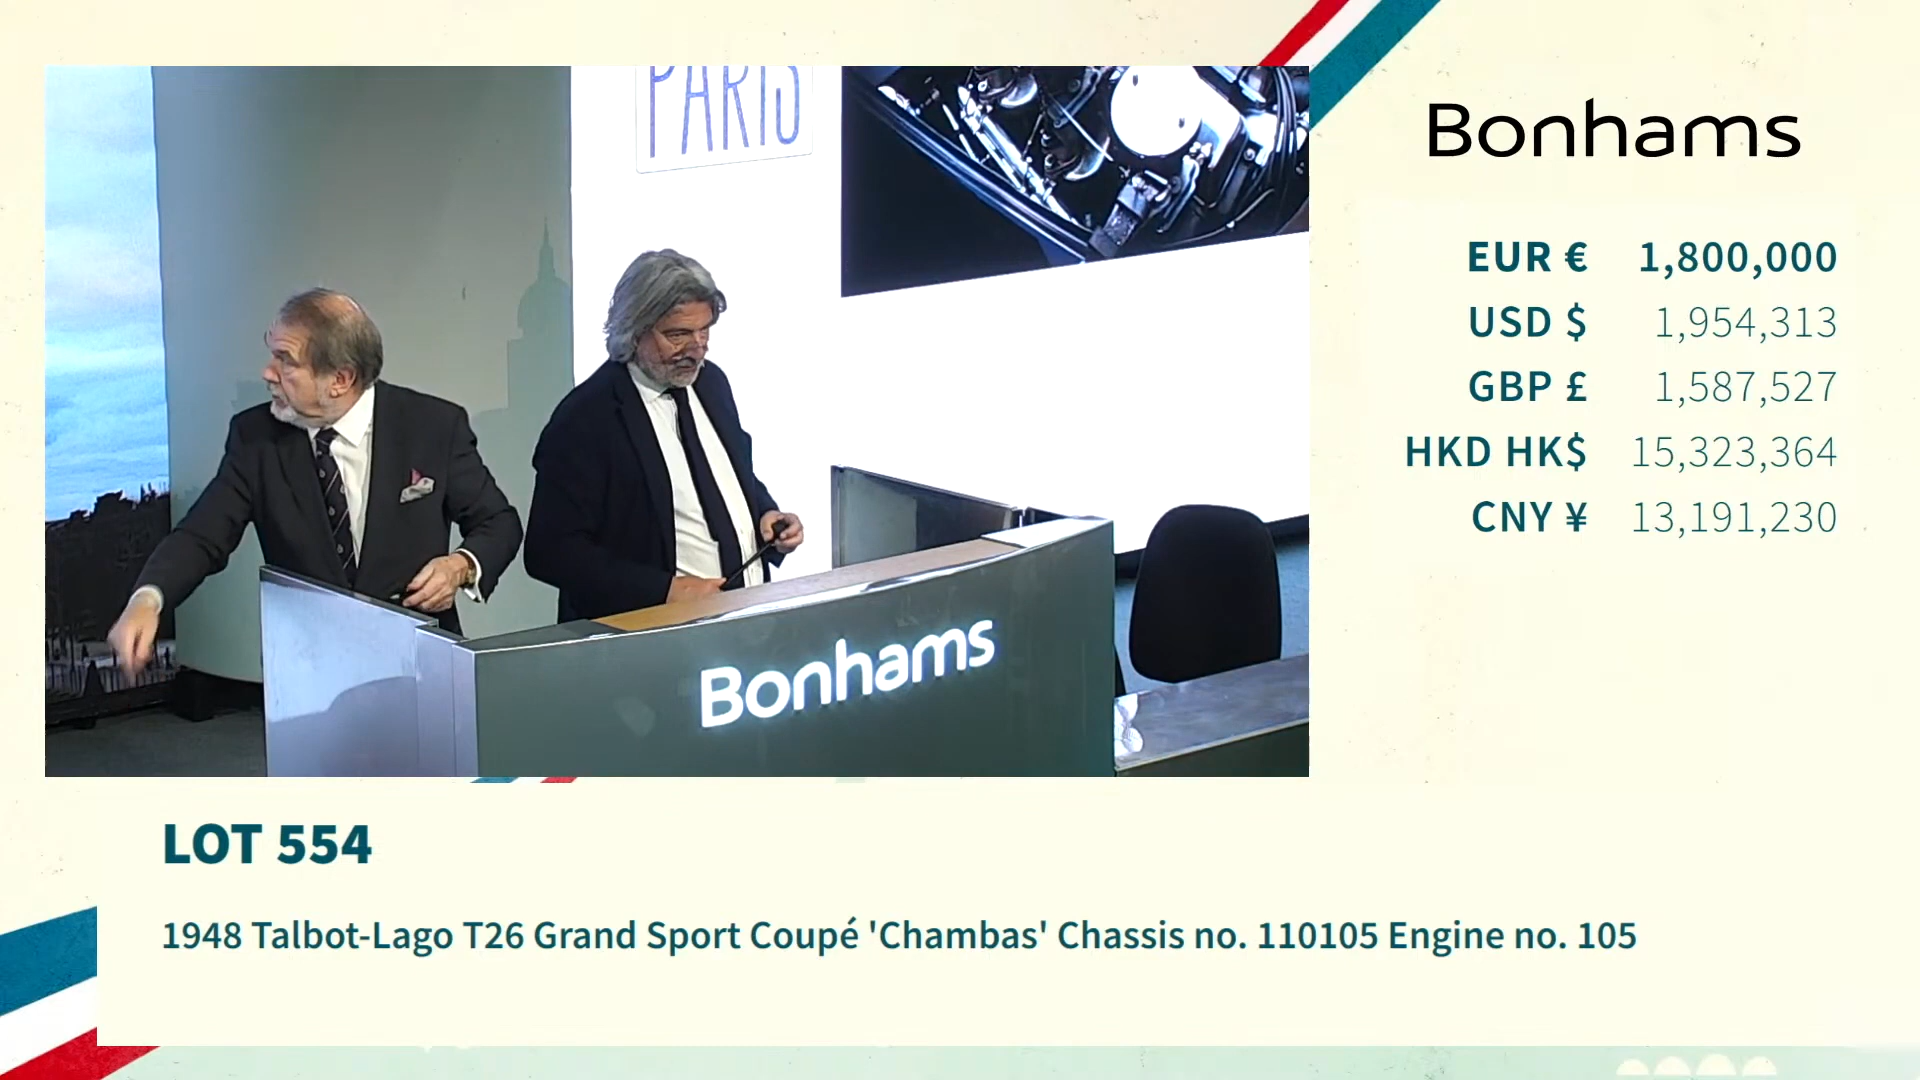 PARIS
Bonhams
EUR € 1,800,000
USD $ 1,954,313
GBP £ 1,587,527
HKD HK$ 15,323,364
CNY ¥ 13,191,230
Bonhams
LOT 554
1948 Talbot-Lago T26 Grand Sport Coupé 'Chambas' Chassis no. 110105 Engine no. 105